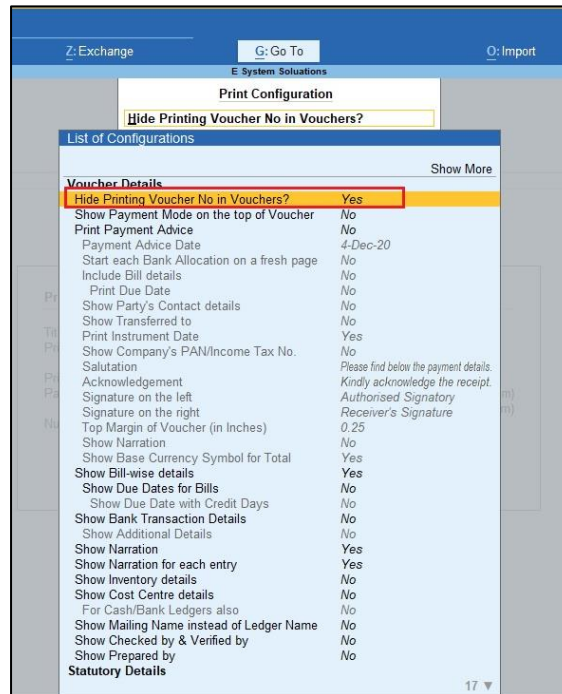 Z: Exchange G: Go To O: Import
E System Soluations
Print Configuration
Hide Printing Voucher No in Vouchers?
List of Configurations
Show More
Voucher Details
Hide Printing Voucher No in Vouchers? Yes
Show Payment Mode on the top of Voucher No
Print Payment Advice No
Payment Advice Date 4-Dec-20
Start each Bank Allocation on a fresh page No
Include Bill details No
Print Due Date No
Show Party's Contact details No
Show Transferred to No
Print Instrument Date Yes
Show Company's PAN/Income Tax No. No
Salutation Please find below the payment details.
Acknowledgement Kindly acknowledge the receipt.
Signature on the left Authorised Signatory
Signature on the right Receiver's Signature
Top Margin of Voucher (in Inches) 0.25
Show Narration No
Show Base Currency Symbol for Total Yes
Show Bill-wise details Yes
Show Due Dates for Bills No
Show Due Date with Credit Days No
Show Bank Transaction Details No
Show Additional Details No
Show Narration Yes
Show Narration for each entry Yes
Show Inventory details No
Show Cost Centre details No
For Cash/Bank Ledgers also No
Show Mailing Name instead of Ledger Name No
Show Checked by & Verified by No
Show Prepared by No
Statutory Details
17 ▼